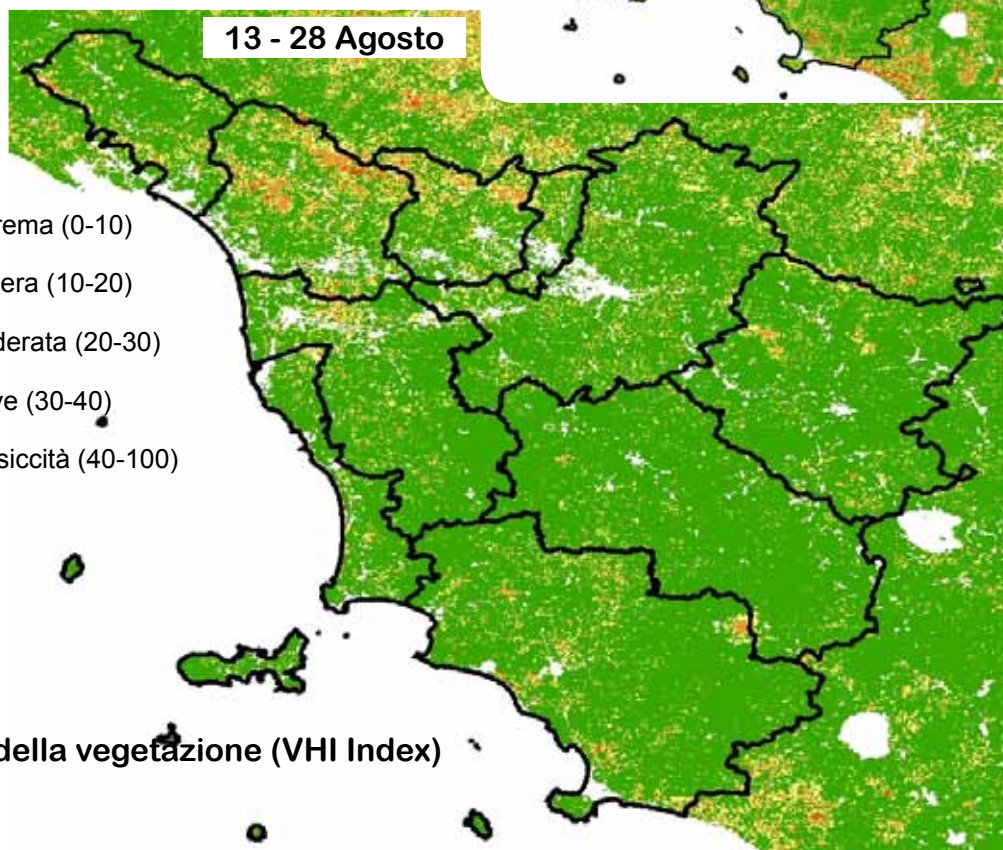 13 - 28 Agosto
rema (0-10)
era (10-20)
derata (20-30)
ve (30-40)
siccità (40-100)
della vegetazione (VHI Index)